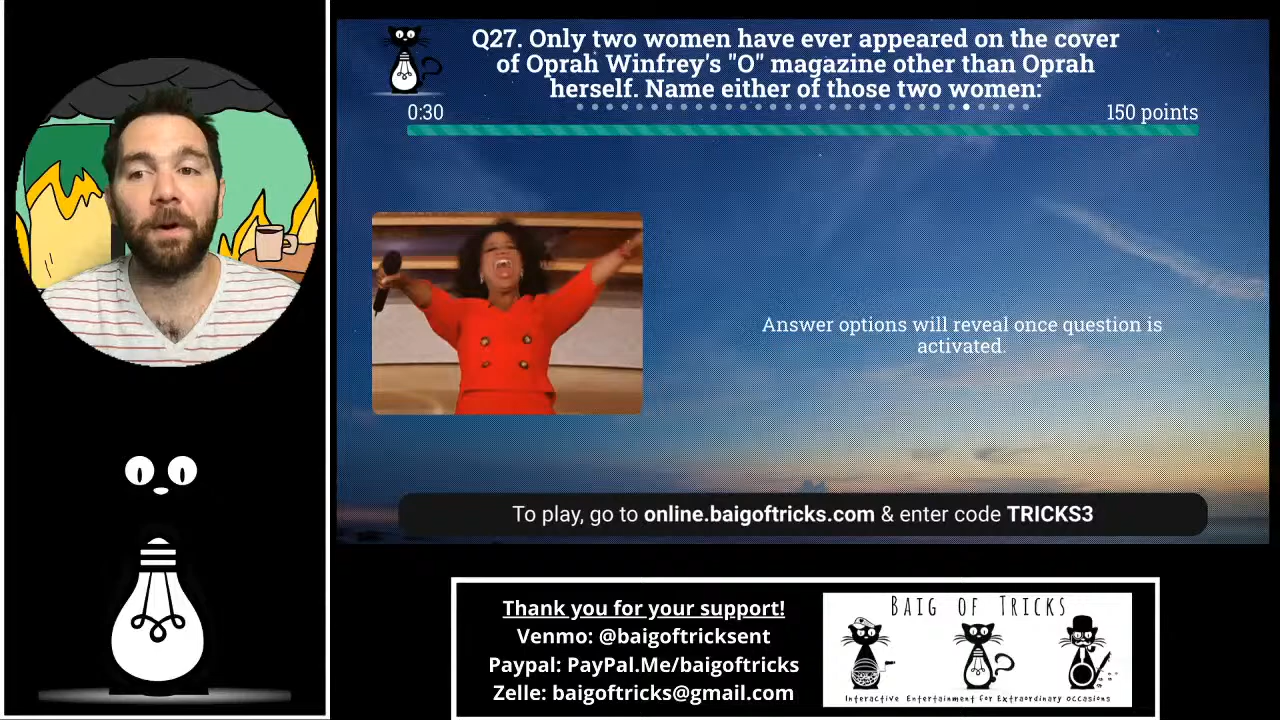 Q27. Only two women have ever appeared on the cover
of Oprah Winfrey's "O" magazine other than Oprah
herself. Name either of those two women:
0:30
150 points
Answer options will reveal once question is
activated.
To play, go to online.baigoftricks.com & enter code TRICKS3
Thank you for your support!
Venmo: @baigoftricksent
Paypal: PayPal.Me/baigoftricks
Zelle: baigoftricks@gmail.com
BAIG OF TRICKS
Interactive Entertainment for Extraordinary Occasions